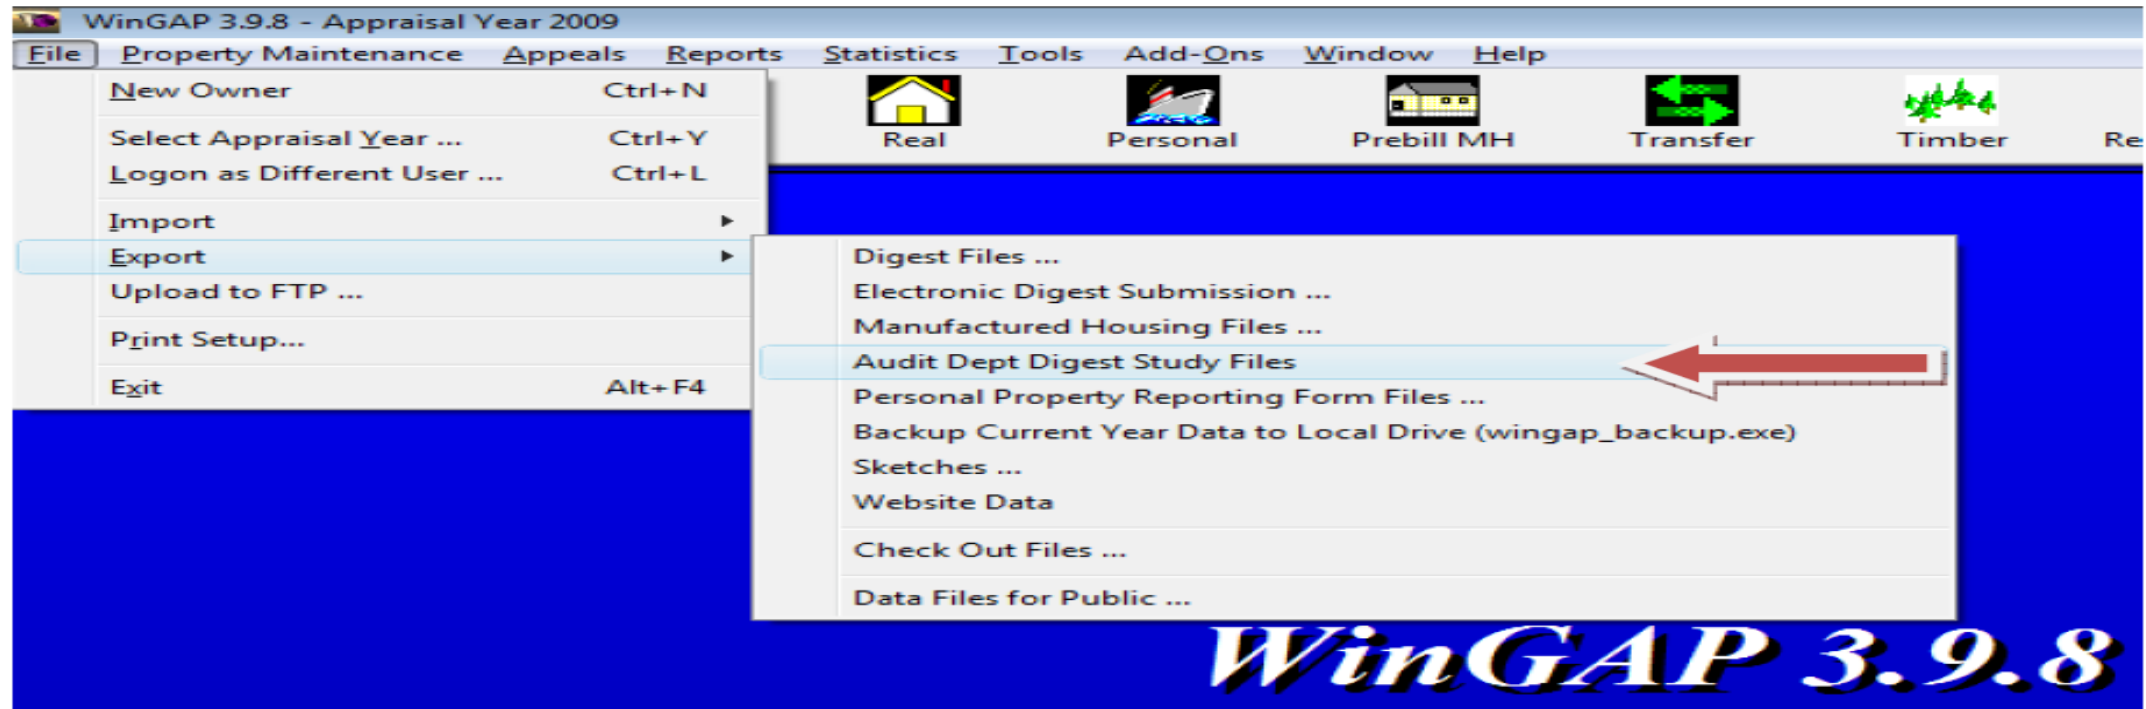 WinGAP 3.9.8 - Appraisal Year 2009
File Property Maintenance Appeals Reports Statistics Tools Add-Ons Window Help
New Owner Ctrl+N
Select Appraisal Year ... Ctrl+Y
Logon as Different User ... Ctrl+L
Import
Export
Upload to FTP ...
Print Setup...
Exit Alt+F4
Real Personal Prebill MH Transfer Timber Re
Digest Files ...
Electronic Digest Submission ...
Manufactured Housing Files ...
Audit Dept Digest Study Files
Personal Property Reporting Form Files ...
Backup Current Year Data to Local Drive (wingap_backup.exe)
Sketches ...
Website Data
Check Out Files ...
Data Files for Public ...
WinGAP 3.9.8